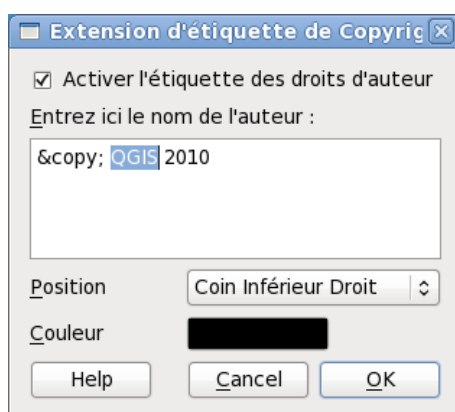 Extension d'étiquette de Copyrig
Activer l'étiquette des droits d'auteur
Entrez ici le nom de l'auteur :
&copy; QGIS 2010
Position Coin Inférieur Droit
Couleur
Help Cancel OK